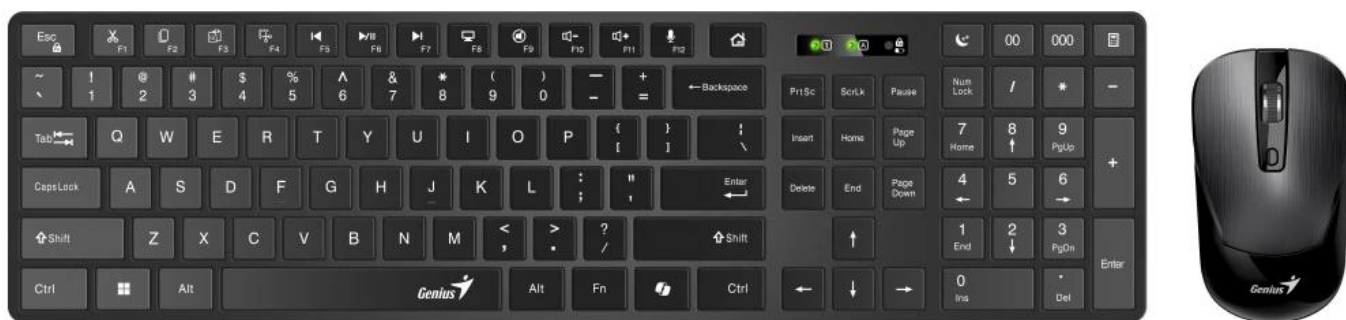 Esc F1 F2 F3 F4 F5 F6 F7 F8 F9 F10 F11 F12 00 000
~ ! @ # $ % ^ & * ( ) — +
` 1 2 3 4 5 6 7 8 9 0 – = ←Backspace PrtSc ScrLk Pause Num Lock / * –
Tab Q W E R T Y U I O P { [ } ] ¦ \ Insert Home Page Up 7 Home 8 ↑ 9 PgUp +
CapsLock A S D F G H J K L : ; " ' Enter Delete End Page Down 4 ← 5 6 →
⇧Shift Z X C V B N M < , > . ? / ⇧Shift ↑ 1 End 2 ↓ 3 PgDn Enter
Ctrl Alt Genius Alt Fn Ctrl ← ↓ → 0 Ins . Del
Genius